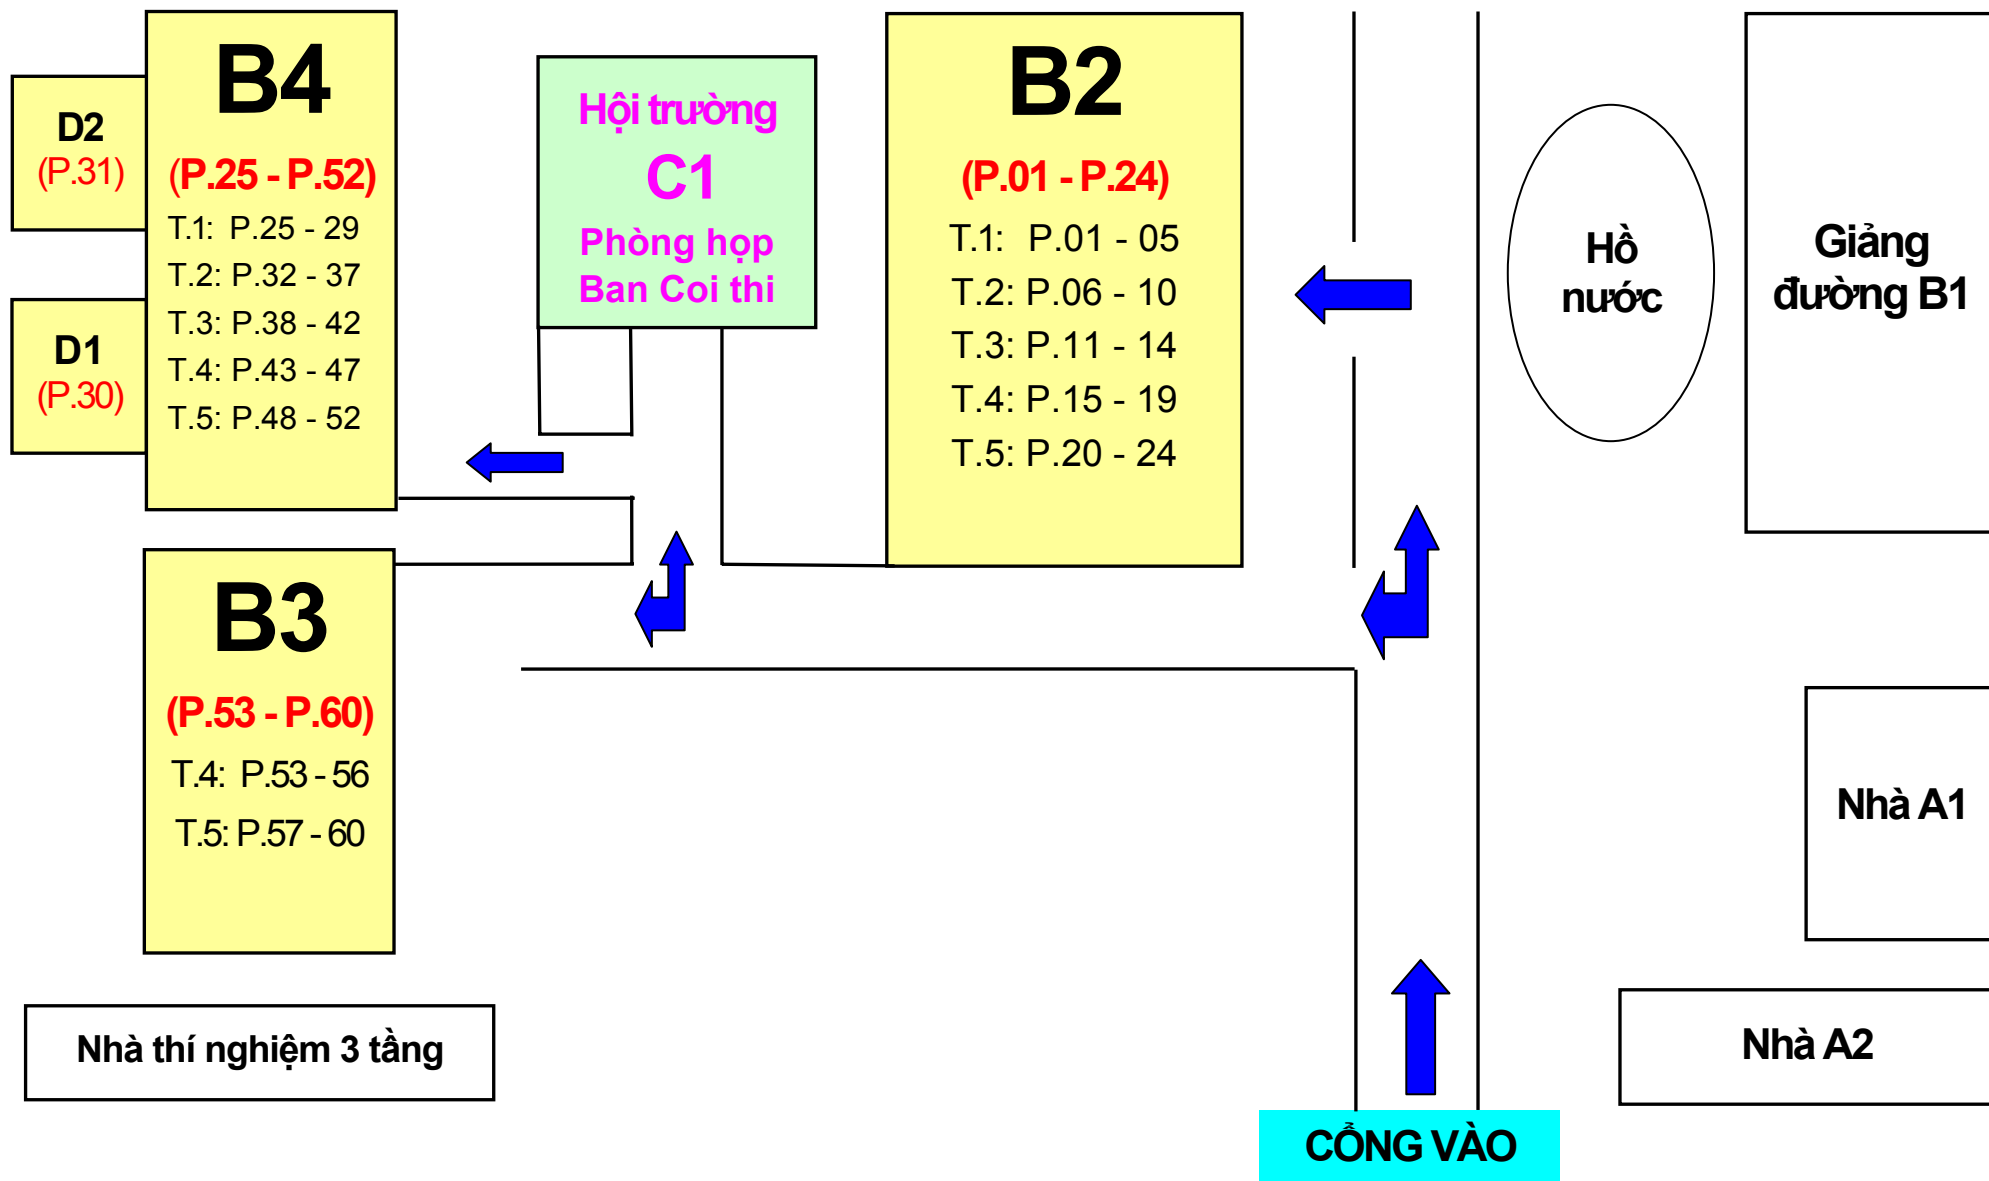 B4
(P.25 - P.52)
T.1: P.25 - 29
T.2: P.32 - 37
T.3: P.38 - 42
T.4: P.43 - 47
T.5: P.48 - 52
D2
(P.31)
D1
(P.30)
Hội trường
C1
Phòng họp
Ban Coi thi
B2
(P.01 - P.24)
T.1: P.01 - 05
T.2: P.06 - 10
T.3: P.11 - 14
T.4: P.15 - 19
T.5: P.20 - 24
Hồ
nước
Giảng
đường B1
B3
(P.53 - P.60)
T.4: P.53 - 56
T.5: P.57 - 60
Nhà A1
Nhà thí nghiệm 3 tầng
Nhà A2
CỔNG VÀO